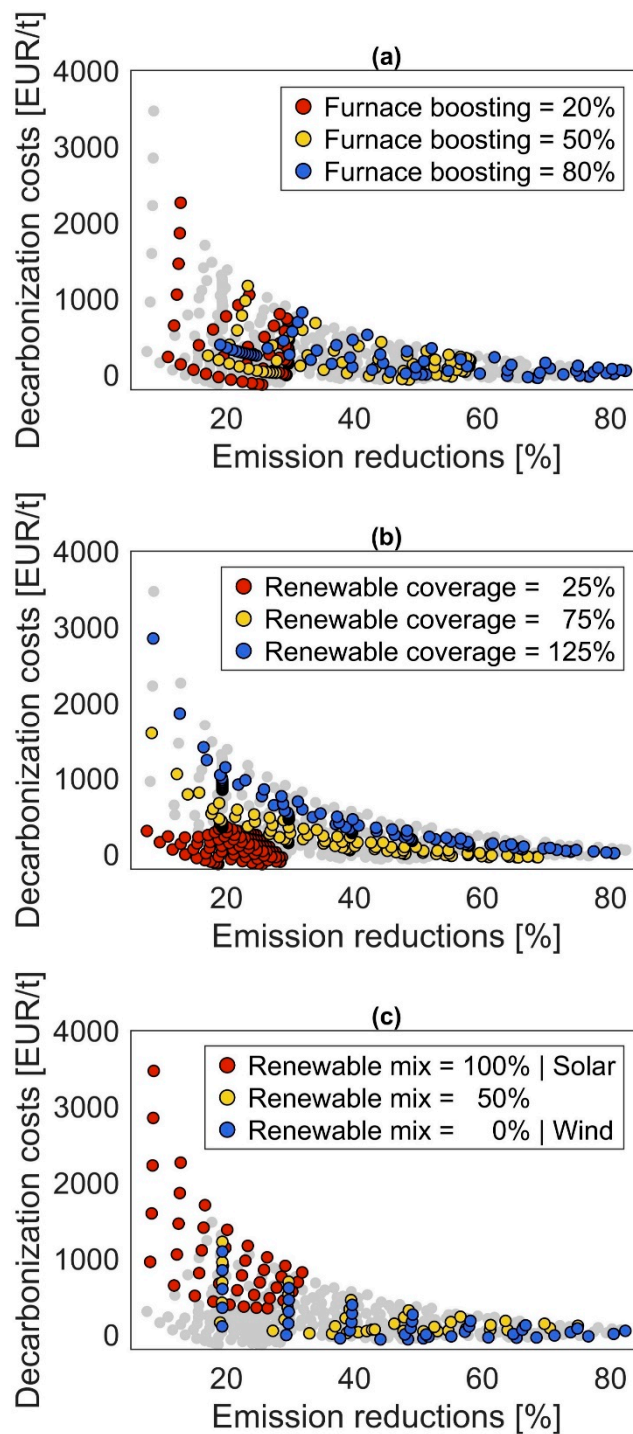 (a)
Decarbonization costs [EUR/t]
4000
3000
2000
1000
0
Furnace boosting = 20%
Furnace boosting = 50%
Furnace boosting = 80%
20 40 60 80
Emission reductions [%]
(b)
Decarbonization costs [EUR/t]
4000
3000
2000
1000
0
Renewable coverage = 25%
Renewable coverage = 75%
Renewable coverage = 125%
20 40 60 80
Emission reductions [%]
(c)
Decarbonization costs [EUR/t]
4000
3000
2000
1000
0
Renewable mix = 100% | Solar
Renewable mix = 50%
Renewable mix = 0% | Wind
20 40 60 80
Emission reductions [%]